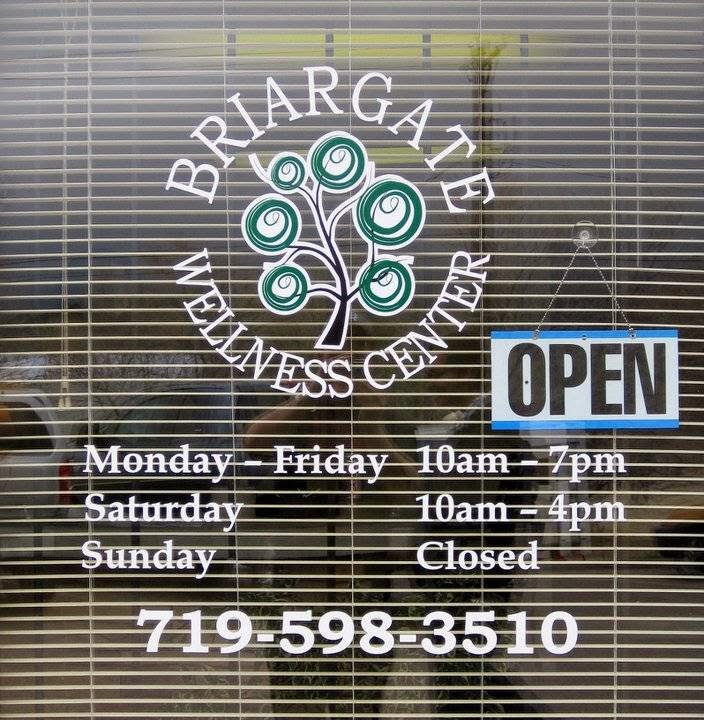 BRIARGATE
WELLNESS CENTER
OPEN
Monday – Friday 10am – 7pm
Saturday 10am – 4pm
Sunday Closed
719-598-3510